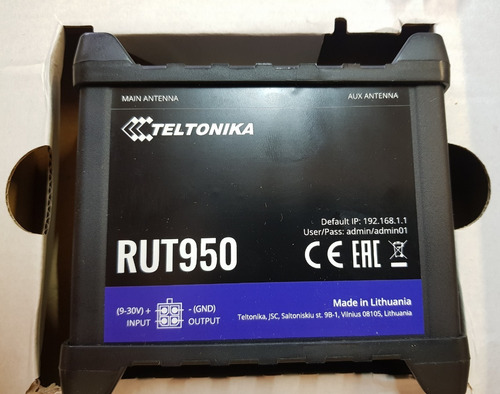 MAIN ANTENNA
AUX ANTENNA
TELTONIKA
Default IP: 192.168.1.1
User/Pass: admin/admin01
RUT950
CE EAC
(9-30V) + - (GND)
INPUT OUTPUT
Made in Lithuania
Teltonika, JSC, Saltoniskiu st. 9B-1, Vilnius 08105, Lithuania